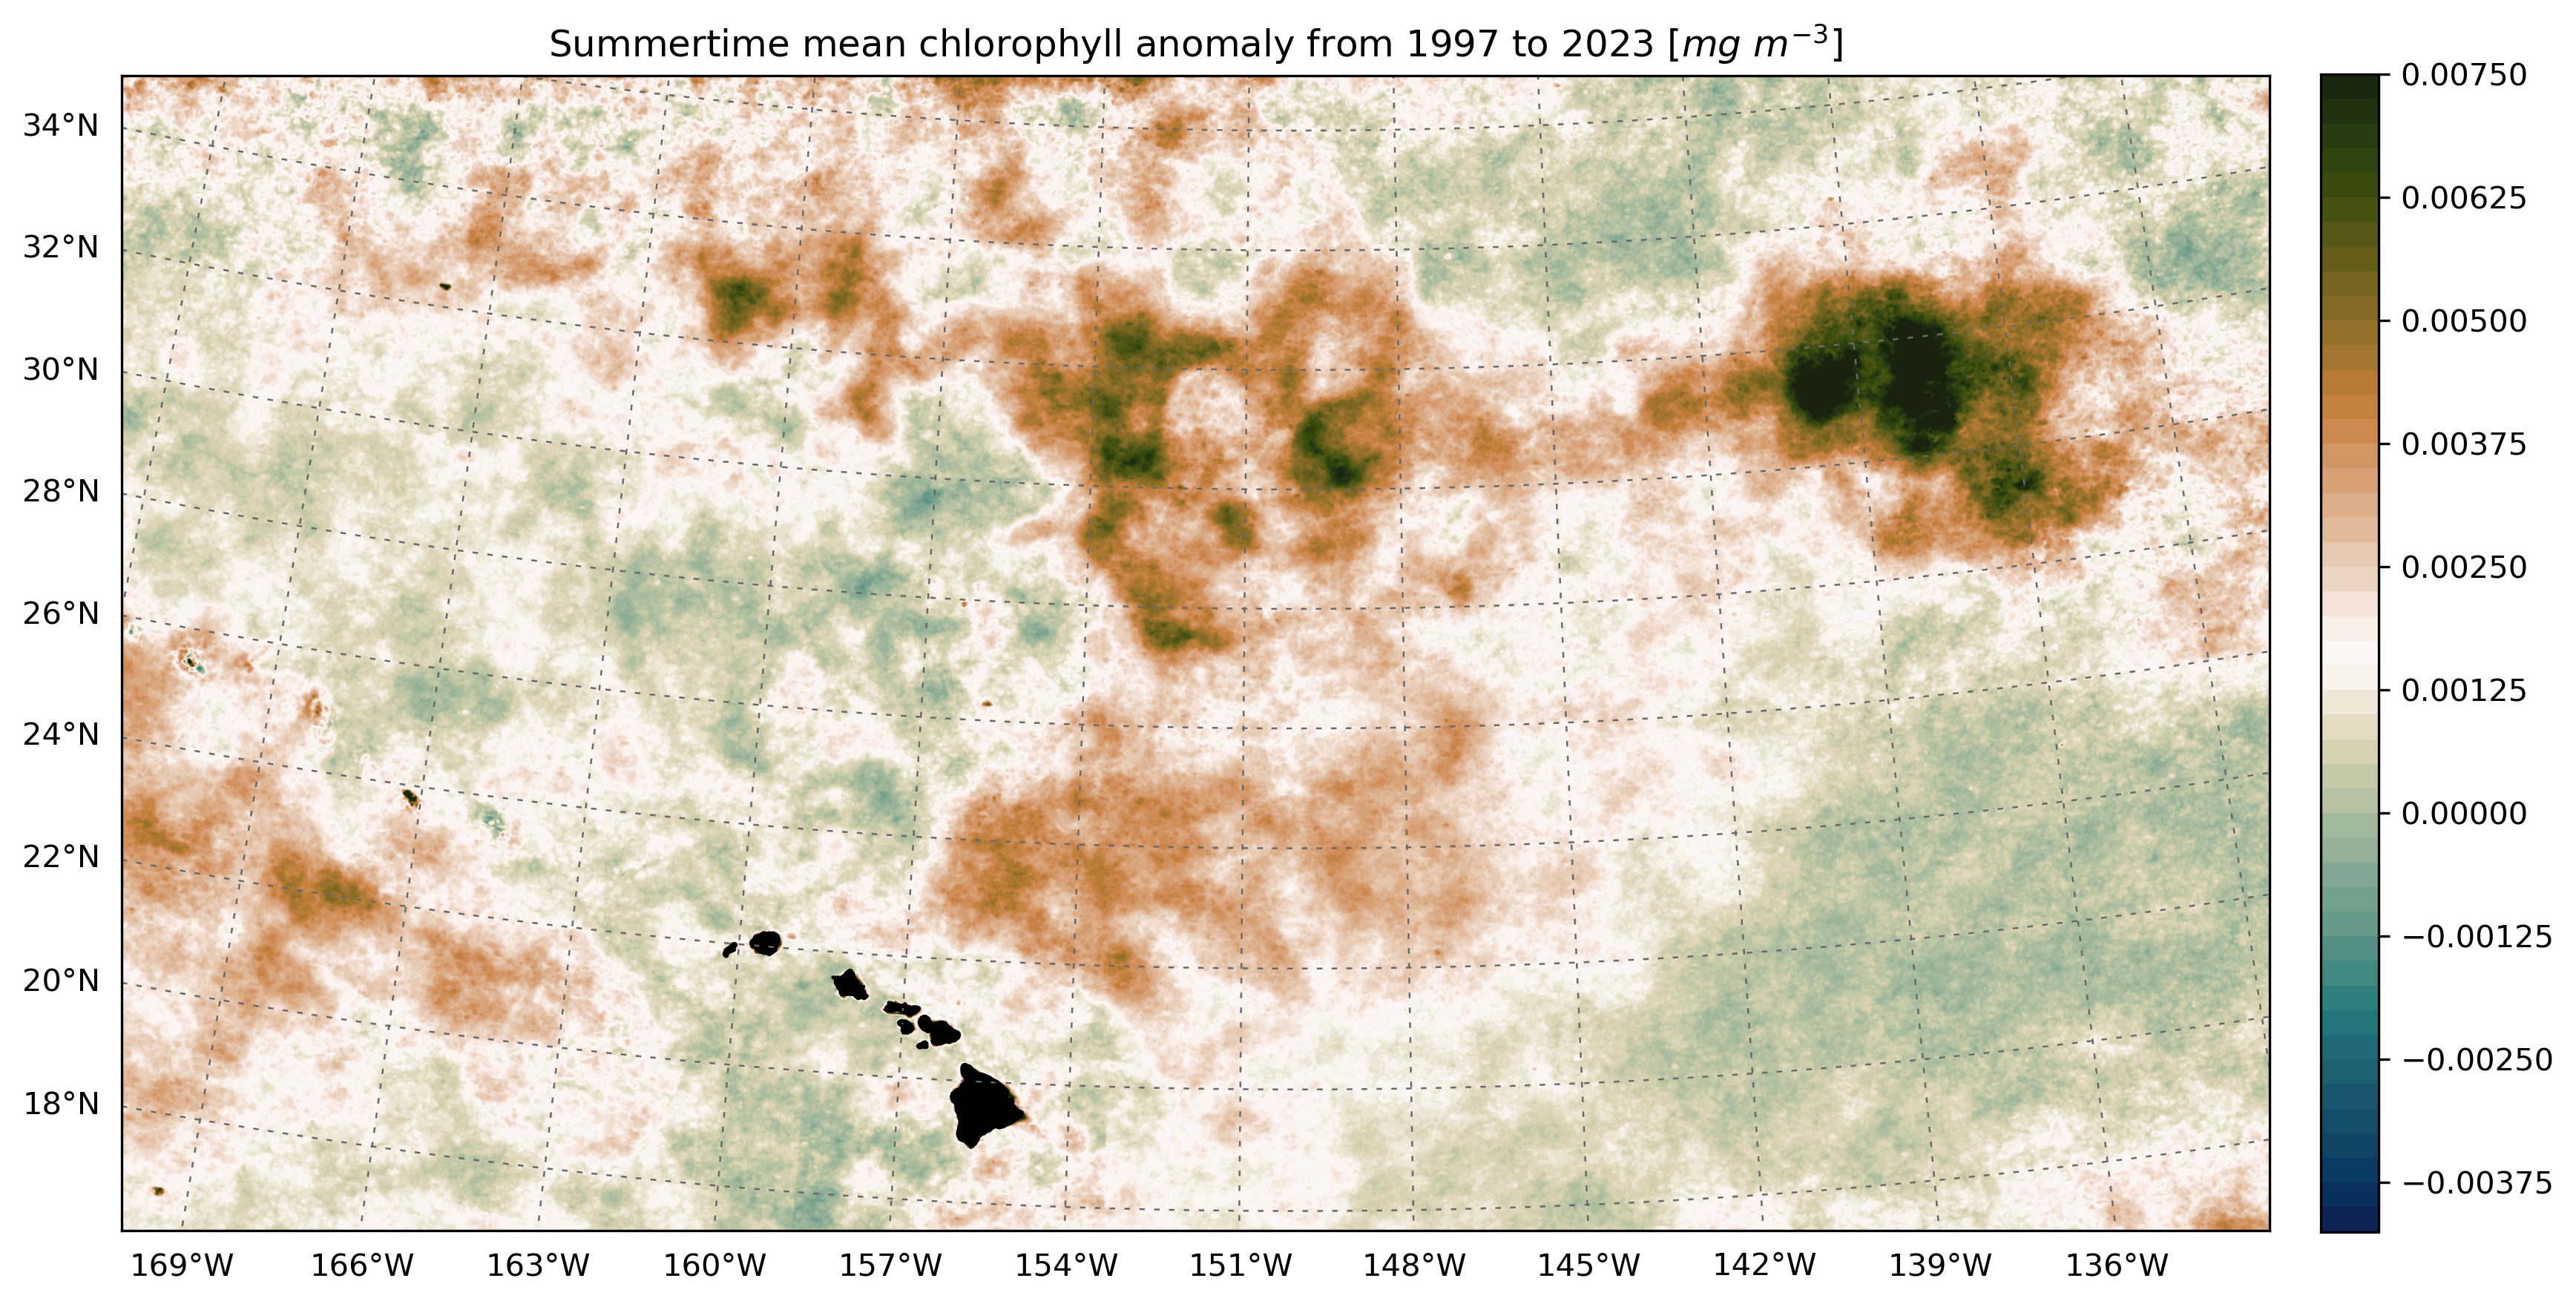 Summertime mean chlorophyll anomaly from 1997 to 2023 [mg m⁻³]
34°N
32°N
30°N
28°N
26°N
24°N
22°N
20°N
18°N
169°W 166°W 163°W 160°W 157°W 154°W 151°W 148°W 145°W 142°W 139°W 136°W
0.00750
0.00625
0.00500
0.00375
0.00250
0.00125
0.00000
−0.00125
−0.00250
−0.00375